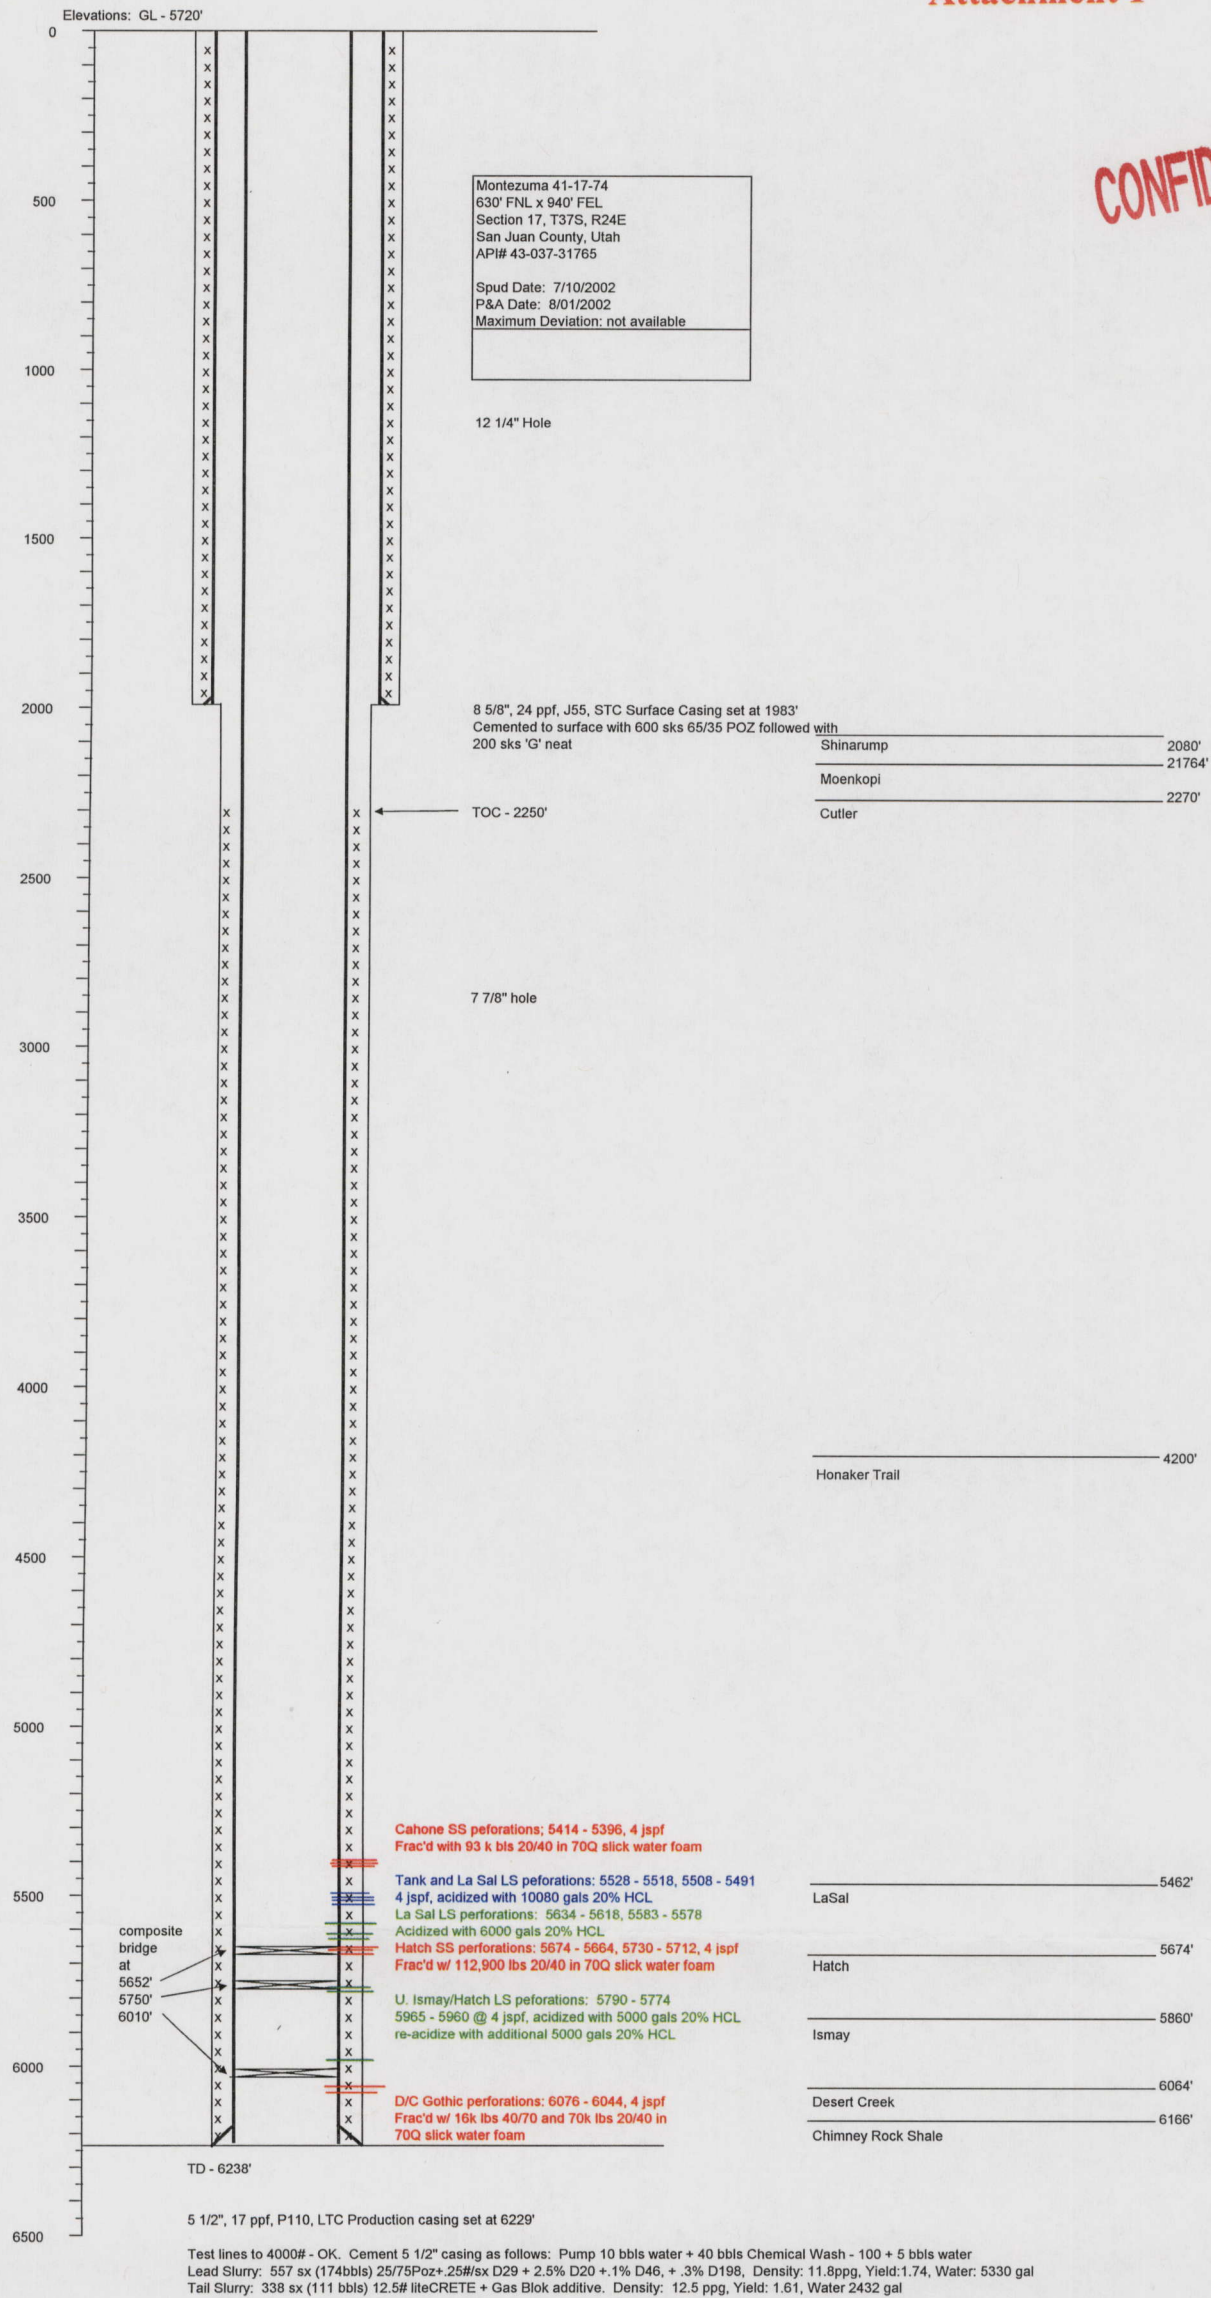 Elevations: GL - 5720'
0
500
1000
1500
2000
2500
3000
3500
4000
4500
5000
5500
6000
6500
Montezuma 41-17-74
630' FNL x 940' FEL
Section 17, T37S, R24E
San Juan County, Utah
API# 43-037-31765
Spud Date: 7/10/2002
P&A Date: 8/01/2002
Maximum Deviation: not available
12 1/4" Hole
8 5/8", 24 ppf, J55, STC Surface Casing set at 1983'
Cemented to surface with 600 sks 65/35 POZ followed with
200 sks 'G' neat
Shinarump 2080'
21764'
Moenkopi
2270'
Cutler
TOC - 2250'
7 7/8" hole
4200'
Honaker Trail
Cahone SS peforations; 5414 - 5396, 4 jspf
Frac'd with 93 k bls 20/40 in 70Q slick water foam
Tank and La Sal LS peforations: 5528 - 5518, 5508 - 5491
4 jspf, acidized with 10080 gals 20% HCL
La Sal LS perforations: 5634 - 5618, 5583 - 5578
Acidized with 6000 gals 20% HCL
Hatch SS perforations: 5674 - 5664, 5730 - 5712, 4 jspf
Frac'd w/ 112,900 lbs 20/40 in 70Q slick water foam
U. Ismay/Hatch LS peforations: 5790 - 5774
5965 - 5960 @ 4 jspf, acidized with 5000 gals 20% HCL
re-acidize with additional 5000 gals 20% HCL
D/C Gothic perforations: 6076 - 6044, 4 jspf
Frac'd w/ 16k lbs 40/70 and 70k lbs 20/40 in
70Q slick water foam
5462'
LaSal
5674'
Hatch
5860'
Ismay
6064'
Desert Creek
6166'
Chimney Rock Shale
composite
bridge
at
5652'
5750'
6010'
TD - 6238'
5 1/2", 17 ppf, P110, LTC Production casing set at 6229'
Test lines to 4000# - OK. Cement 5 1/2" casing as follows: Pump 10 bbls water + 40 bbls Chemical Wash - 100 + 5 bbls water
Lead Slurry: 557 sx (174bbls) 25/75Poz+.25#/sx D29 + 2.5% D20 +.1% D46, + .3% D198, Density: 11.8ppg, Yield:1.74, Water: 5330 gal
Tail Slurry: 338 sx (111 bbls) 12.5# liteCRETE + Gas Blok additive. Density: 12.5 ppg, Yield: 1.61, Water 2432 gal